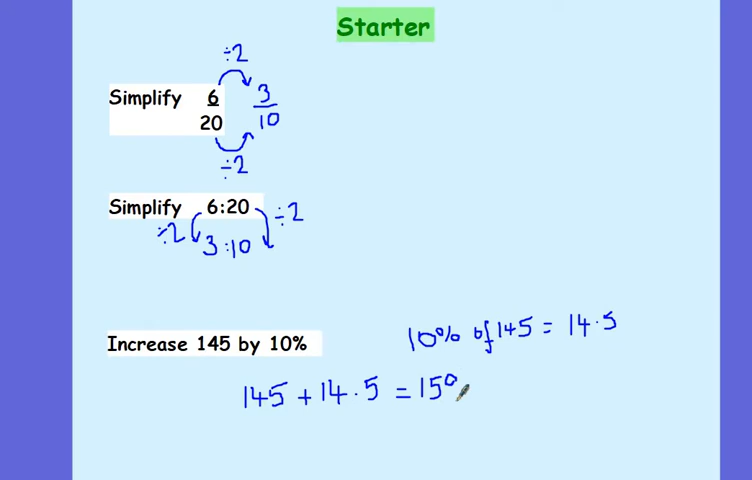 Starter
÷2
Simplify 6/20 3/10
÷2
Simplify 6:20
÷2 3:10 ÷2
Increase 145 by 10% 10% of 145 = 14.5
145 + 14.5 = 15